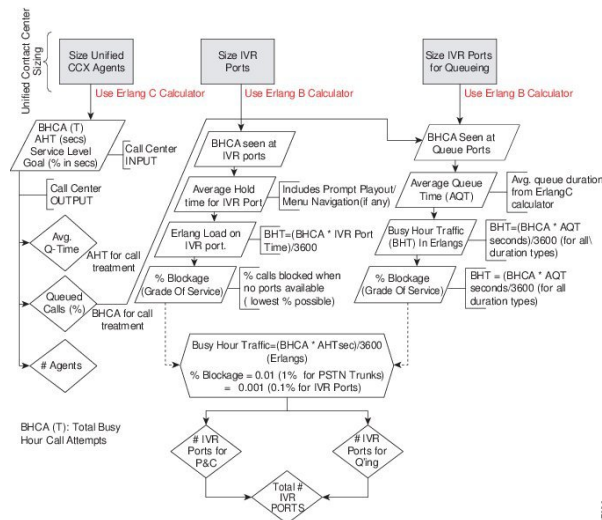 Unified Contact Center
Sizing
Size Unified
CCX Agents
Size IVR
Ports
Size IVR Ports
for Queueing
Use Erlang C Calculator
Use Erlang B Calculator
Use Erlang B Calculator
BHCA (T)
AHT (secs)
Service Level
Goal (% in secs)
Call Center
INPUT
Call Center
OUTPUT
Avg.
Q-Time
AHT for call
treatment
Queued
Calls (%)
BHCA for call
treatment
# Agents
BHCA (T): Total Busy
Hour Call Attempts
BHCA seen at
IVR ports
Average Hold
time for IVR Port
Includes Prompt Playout/
Menu Navigation(if any)
Erlang Load on
IVR port.
BHT=(BHCA * IVR Port
Time)/3600
% Blockage
(Grade Of Service)
% calls blocked when
no ports available
( lowest % possible)
BHCA Seen at
Queue Ports
Average Queue
Time (AQT)
Avg. queue duration
from ErlangC
calculator
Busy Hour Traffic
(BHT) In Erlangs
BHT=(BHCA * AQT
seconds)/3600 (for all\
duration types)
% Blockage
(Grade Of Service)
BHT = (BHCA * AQT
seconds/3600 (for all
duration types)
Busy Hour Traffic=(BHCA * AHTsec)/3600
(Erlangs)
% Blockage = 0.01 (1% for PSTN Trunks)
= 0.001 (0.1% for IVR Ports)
# IVR
Ports for
P&C
# IVR
Ports for
Q'ing
Total #
IVR
PORTS